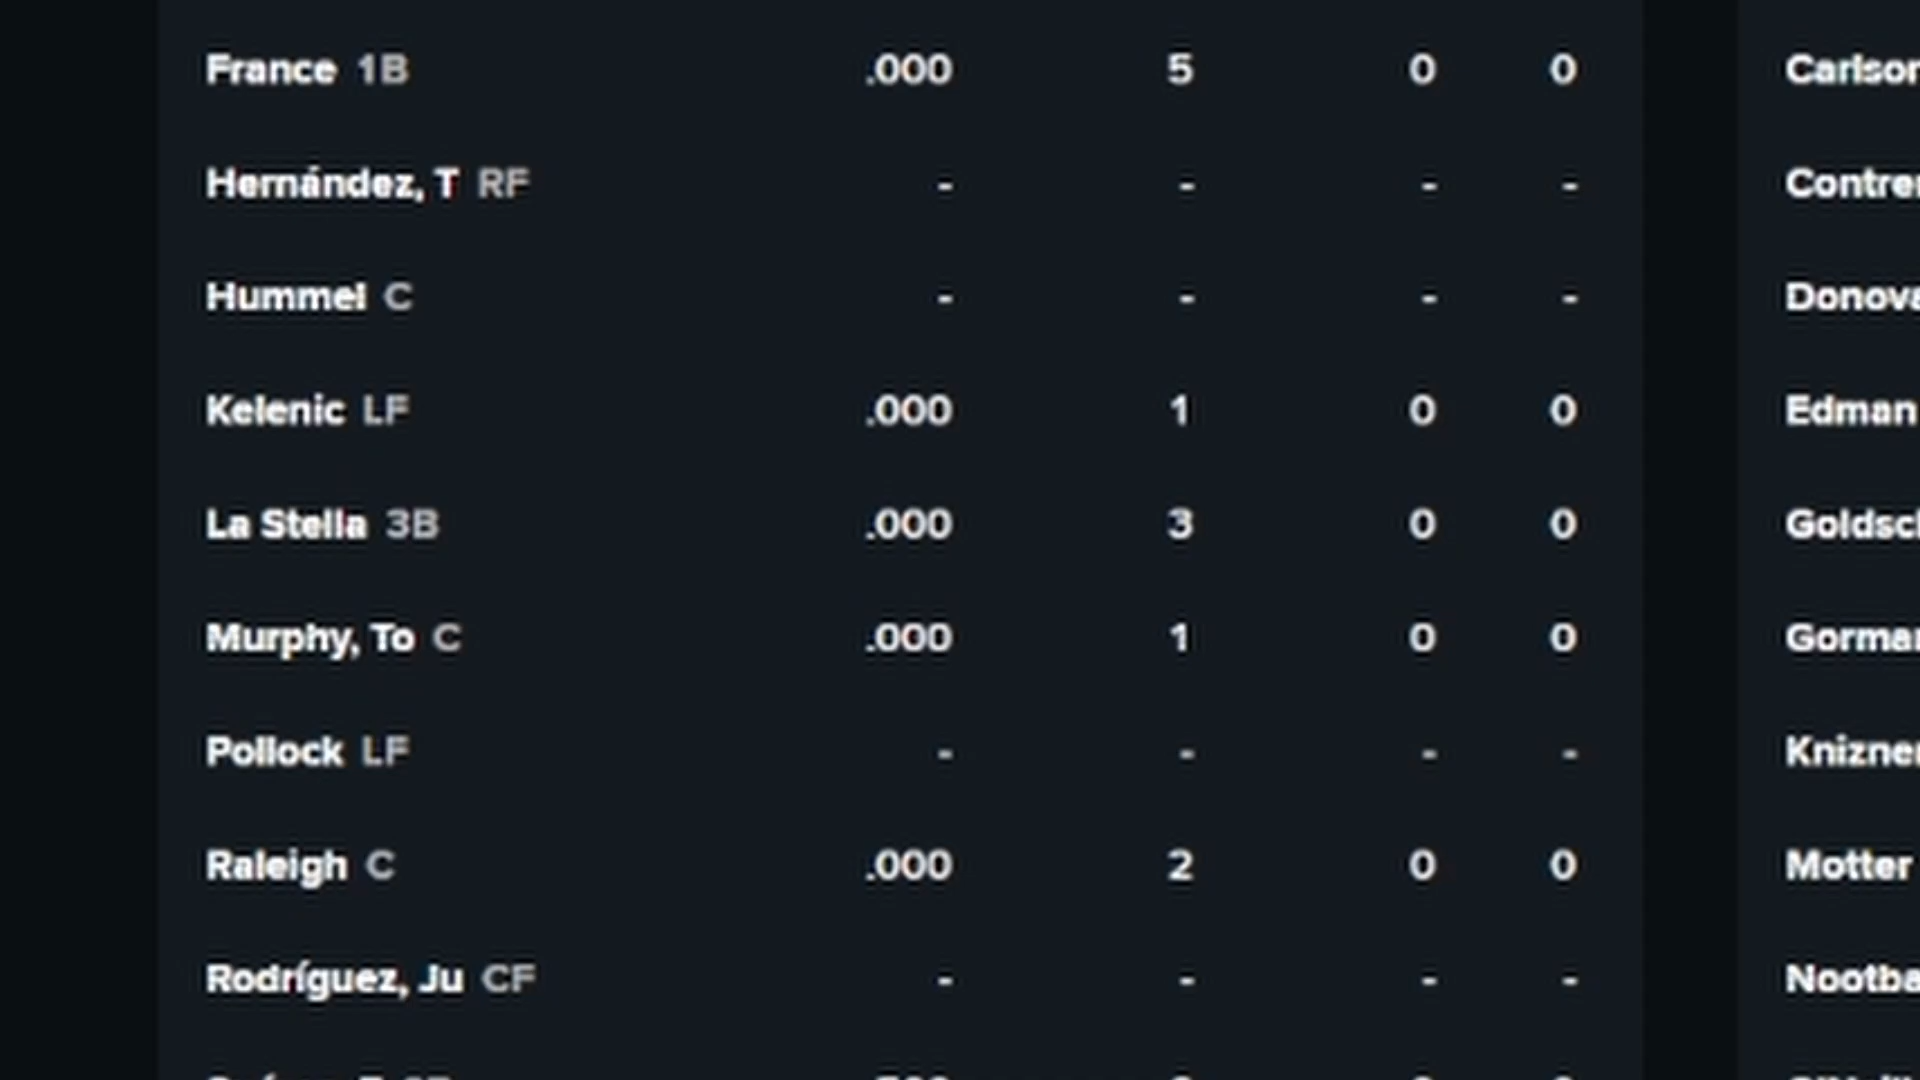 France 1B .000 5 0 0
Hernández, T RF - - - -
Hummel C - - - -
Kelenic LF .000 1 0 0
La Stella 3B .000 3 0 0
Murphy, To C .000 1 0 0
Pollock LF - - - -
Raleigh C .000 2 0 0
Rodríguez, Ju CF - - - -
Edman
Motter